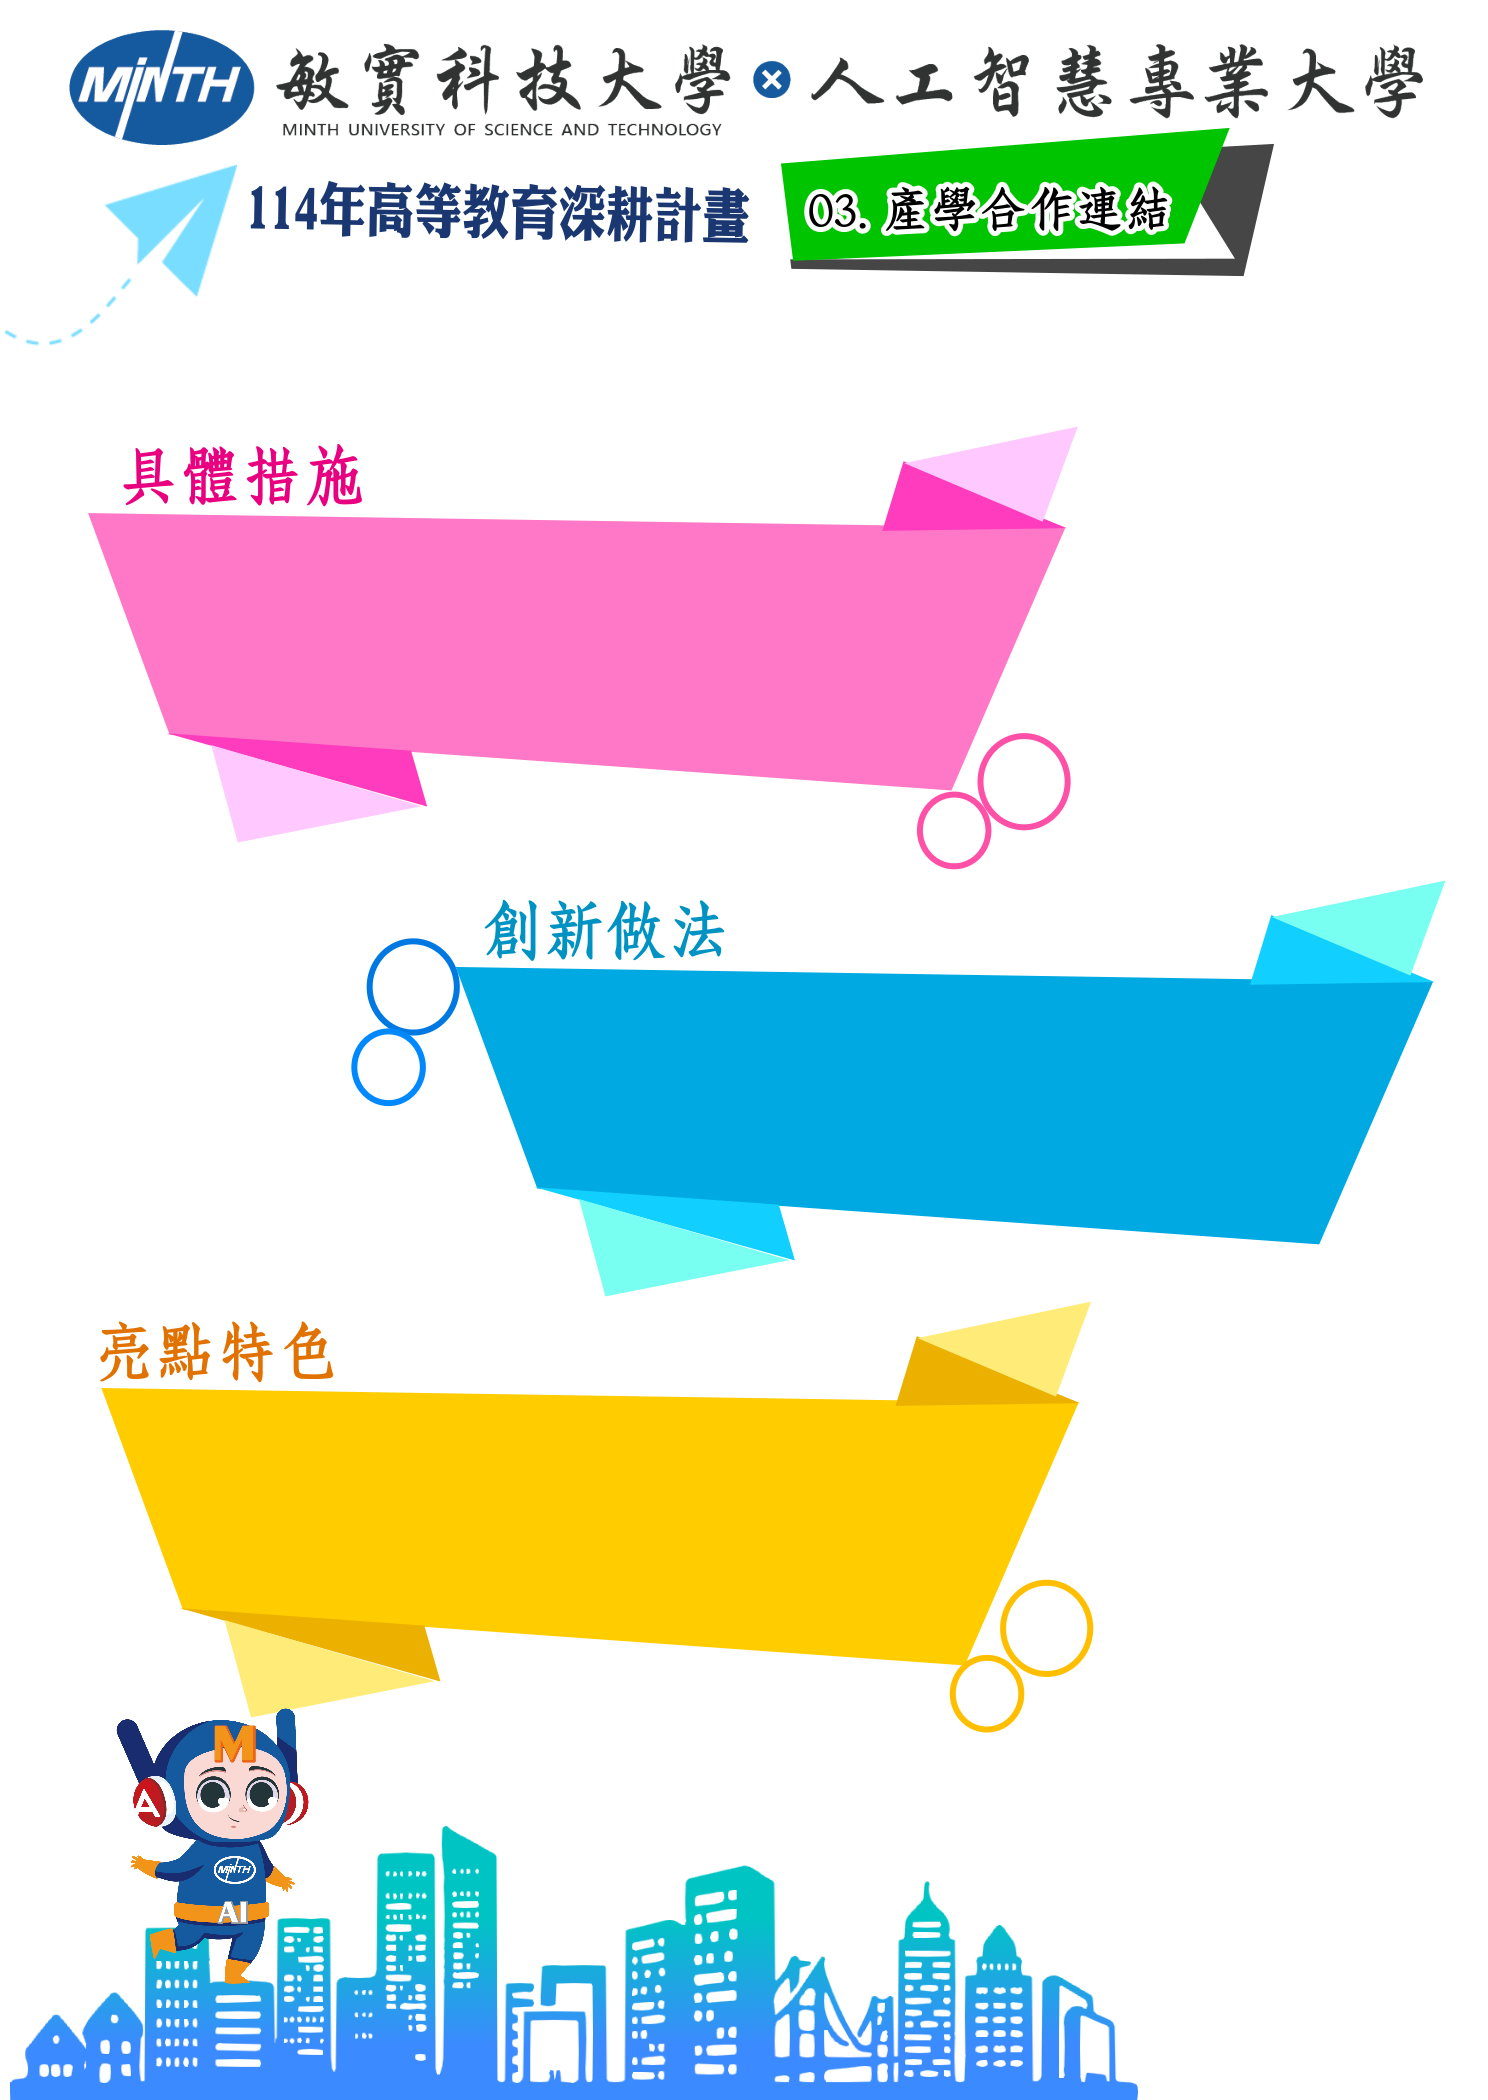 MiNTH 敏實科技大學×人工智慧專業大學
MINTH UNIVERSITY OF SCIENCE AND TECHNOLOGY
114年高等教育深耕計畫
03.產學合作連結
具體措施
創新做法
亮點特色
M
A
MiNTH
AI